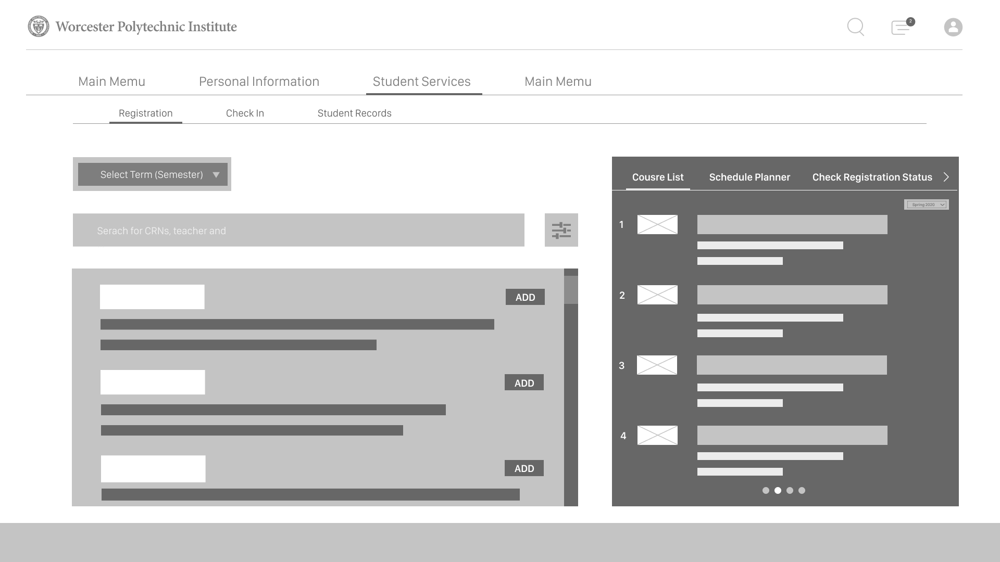 Worcester Polytechnic Institute
2
Main Memu Personal Information Student Services Main Memu
Registration Check In Student Records
Select Term (Semester)
Serach for CRNs, teacher and
ADD
ADD
ADD
Cousre List Schedule Planner Check Registration Status
Spring 2020
1
2
3
4